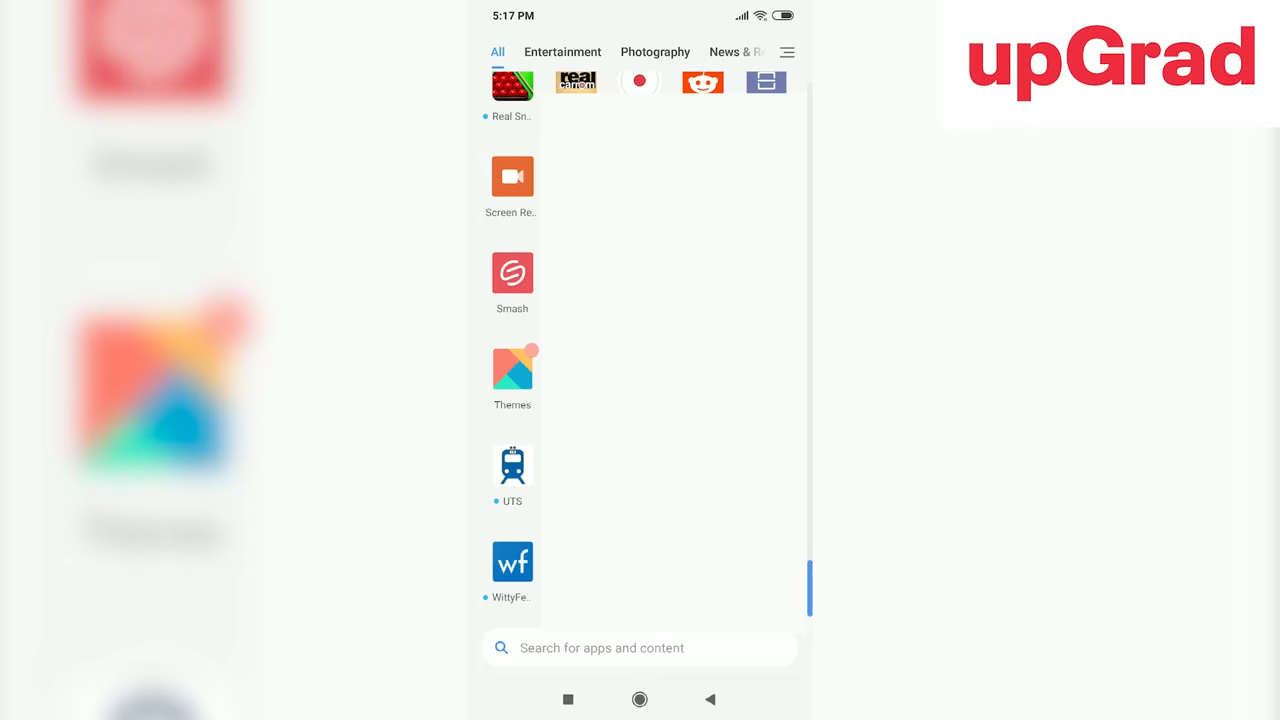 5:17 PM
upGrad
All Entertainment Photography News & R
real
carrom
Real Sn..
Screen Re..
Smash
Themes
UTS
wf
WittyFe..
Search for apps and content